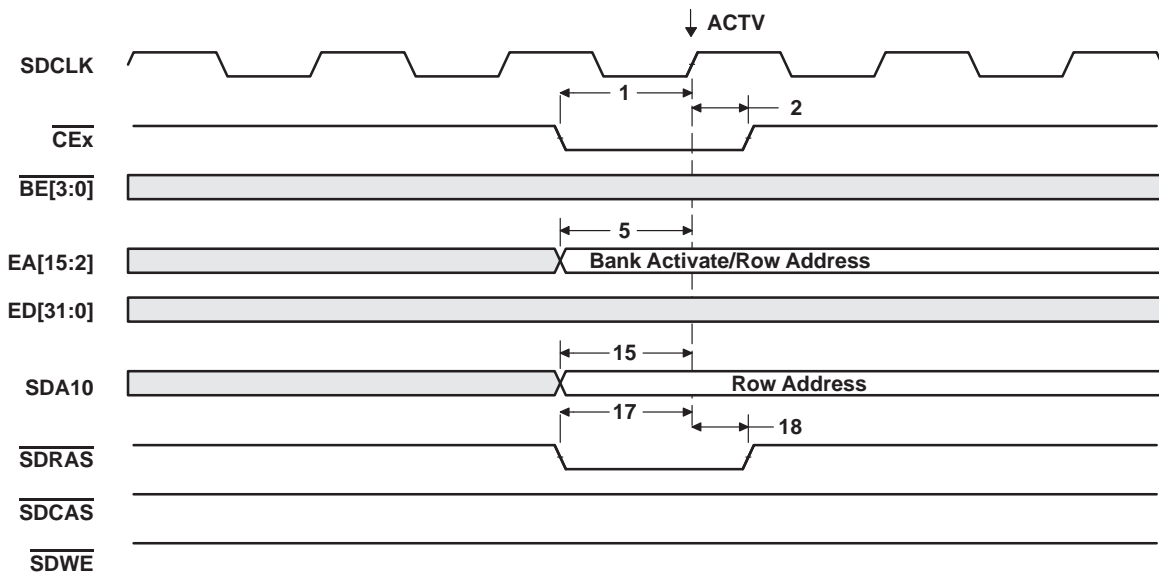 ACTV
SDCLK
1
2
CEx
BE[3:0]
5
EA[15:2]
Bank Activate/Row Address
ED[31:0]
15
SDA10
Row Address
17
18
SDRAS
SDCAS
SDWE